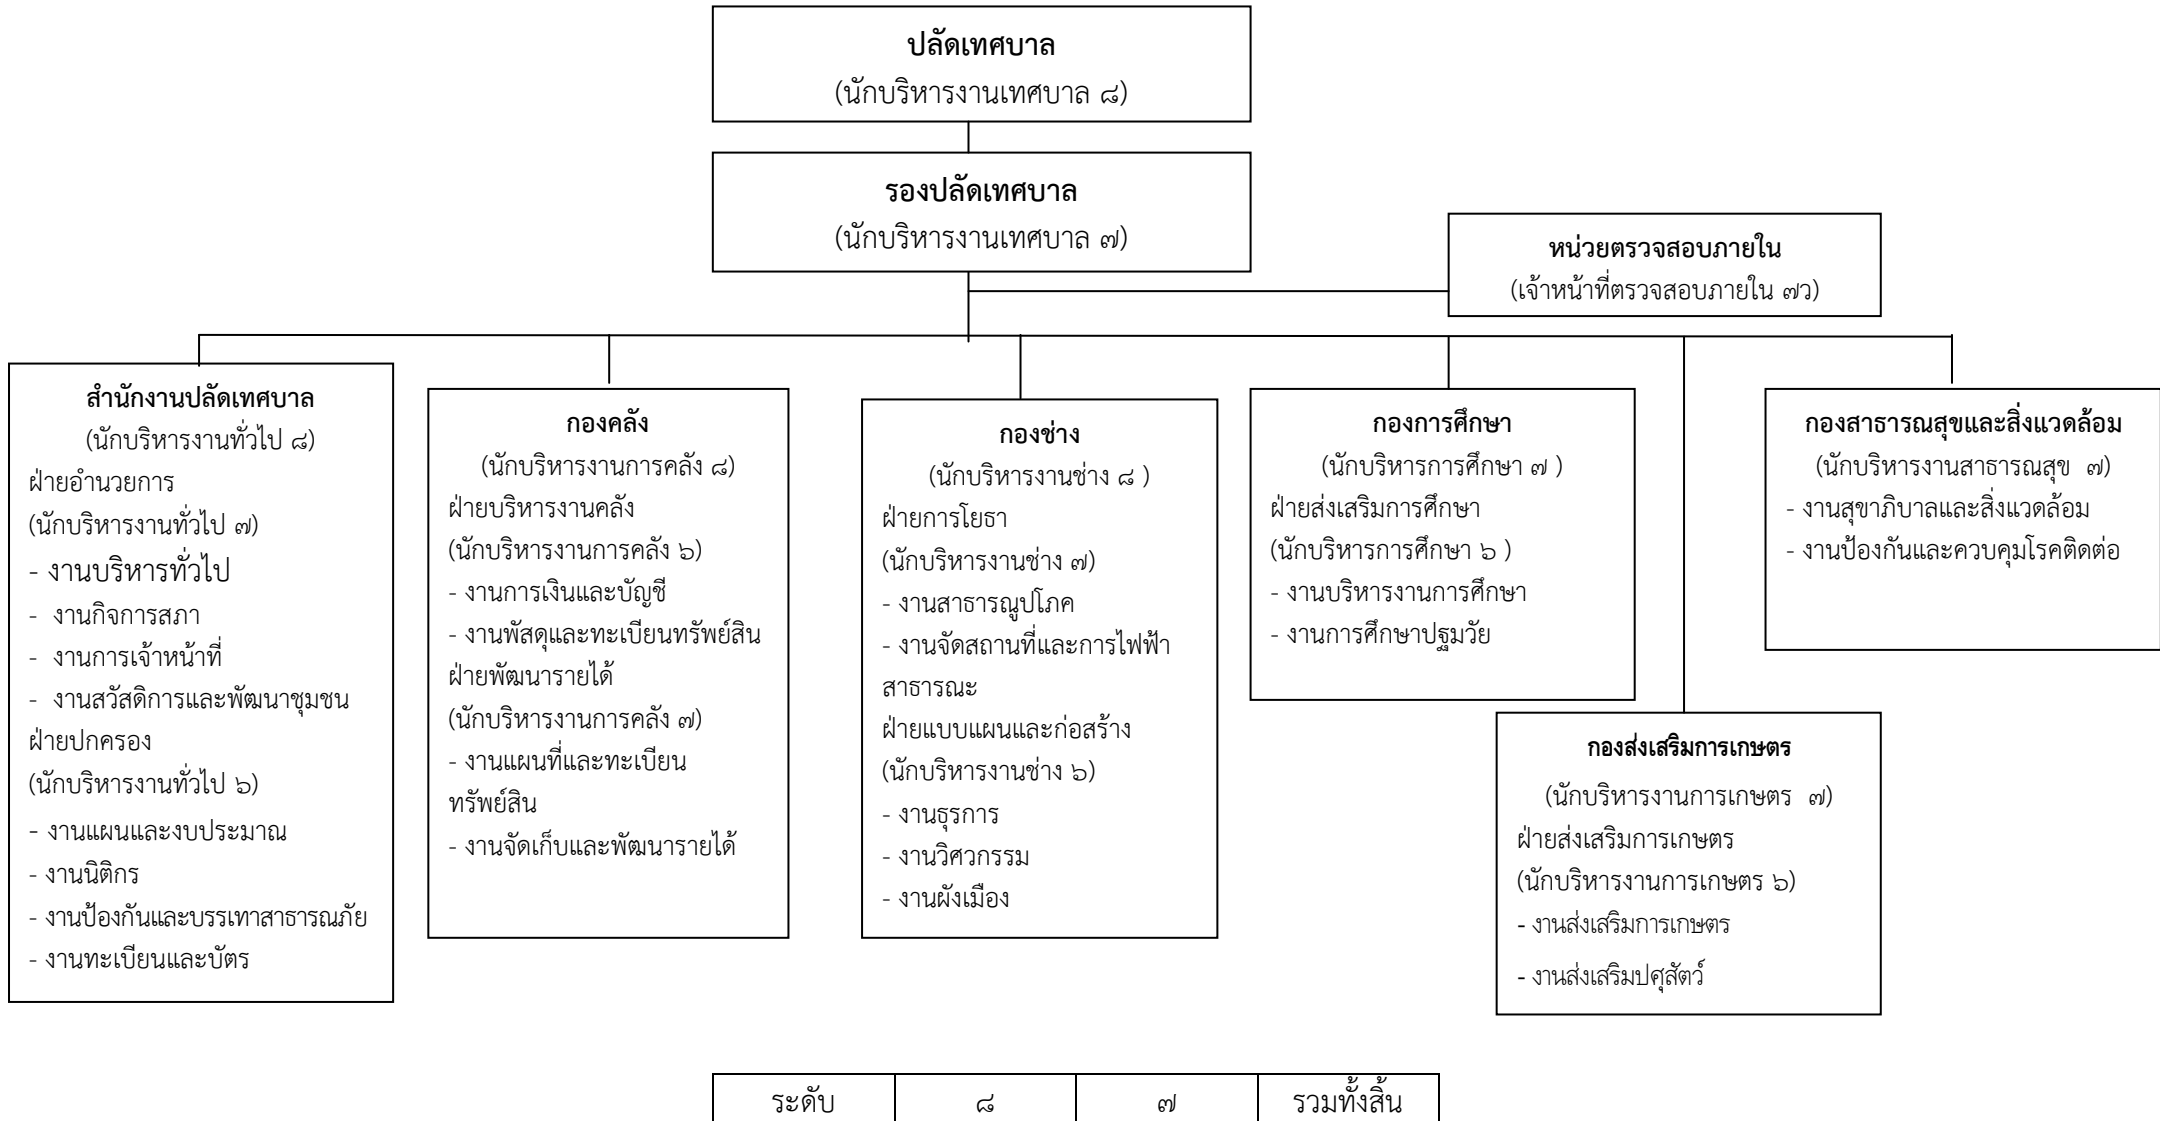 ปลัดเทศบาล
(นักบริหารงานเทศบาล ๘)
รองปลัดเทศบาล
(นักบริหารงานเทศบาล ๗)
หน่วยตรวจสอบภายใน
(เจ้าหน้าที่ตรวจสอบภายใน ๗ว)
สำนักงานปลัดเทศบาล
(นักบริหารงานทั่วไป ๘)
ฝ่ายอำนวยการ
(นักบริหารงานทั่วไป ๗)
- งานบริหารทั่วไป
- งานกิจการสภา
- งานการเจ้าหน้าที่
- งานสวัสดิการและพัฒนาชุมชน
ฝ่ายปกครอง
(นักบริหารงานทั่วไป ๖)
- งานแผนและงบประมาณ
- งานนิติกร
- งานป้องกันและบรรเทาสาธารณภัย
- งานทะเบียนและบัตร
กองคลัง
(นักบริหารงานการคลัง ๘)
ฝ่ายบริหารงานคลัง
(นักบริหารงานการคลัง ๖)
- งานการเงินและบัญชี
- งานพัสดุและทะเบียนทรัพย์สิน
ฝ่ายพัฒนารายได้
(นักบริหารงานการคลัง ๗)
- งานแผนที่และทะเบียน
ทรัพย์สิน
- งานจัดเก็บและพัฒนารายได้
กองช่าง
(นักบริหารงานช่าง ๘ )
ฝ่ายการโยธา
(นักบริหารงานช่าง ๗)
- งานสาธารณูปโภค
- งานจัดสถานที่และการไฟฟ้า
สาธารณะ
ฝ่ายแบบแผนและก่อสร้าง
(นักบริหารงานช่าง ๖)
- งานธุรการ
- งานวิศวกรรม
- งานผังเมือง
กองการศึกษา
(นักบริหารการศึกษา ๗ )
ฝ่ายส่งเสริมการศึกษา
(นักบริหารการศึกษา ๖ )
- งานบริหารงานการศึกษา
- งานการศึกษาปฐมวัย
กองสาธารณสุขและสิ่งแวดล้อม
(นักบริหารงานสาธารณสุข ๗)
- งานสุขาภิบาลและสิ่งแวดล้อม
- งานป้องกันและควบคุมโรคติดต่อ
กองส่งเสริมการเกษตร
(นักบริหารงานการเกษตร ๗)
ฝ่ายส่งเสริมการเกษตร
(นักบริหารงานการเกษตร ๖)
- งานส่งเสริมการเกษตร
- งานส่งเสริมปศุสัตว์
ระดับ ๘ ๗ รวมทั้งสิ้น